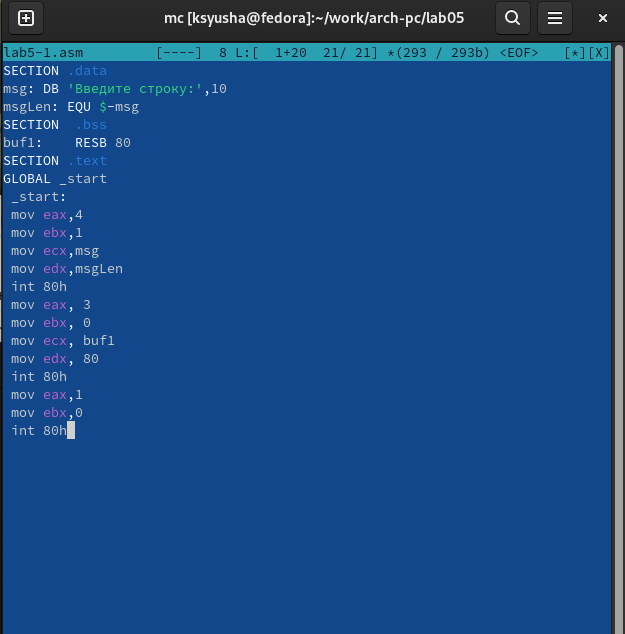 mc [ksyusha@fedora]:~/work/arch-pc/lab05
lab5-1.asm [----] 8 L:[ 1+20 21/ 21] *(293 / 293b) <EOF> [*][X]
SECTION .data
msg: DB 'Введите строку:',10
msgLen: EQU $-msg
SECTION .bss
buf1: RESB 80
SECTION .text
GLOBAL _start
_start:
mov eax,4
mov ebx,1
mov ecx,msg
mov edx,msgLen
int 80h
mov eax, 3
mov ebx, 0
mov ecx, buf1
mov edx, 80
int 80h
mov eax,1
mov ebx,0
int 80h